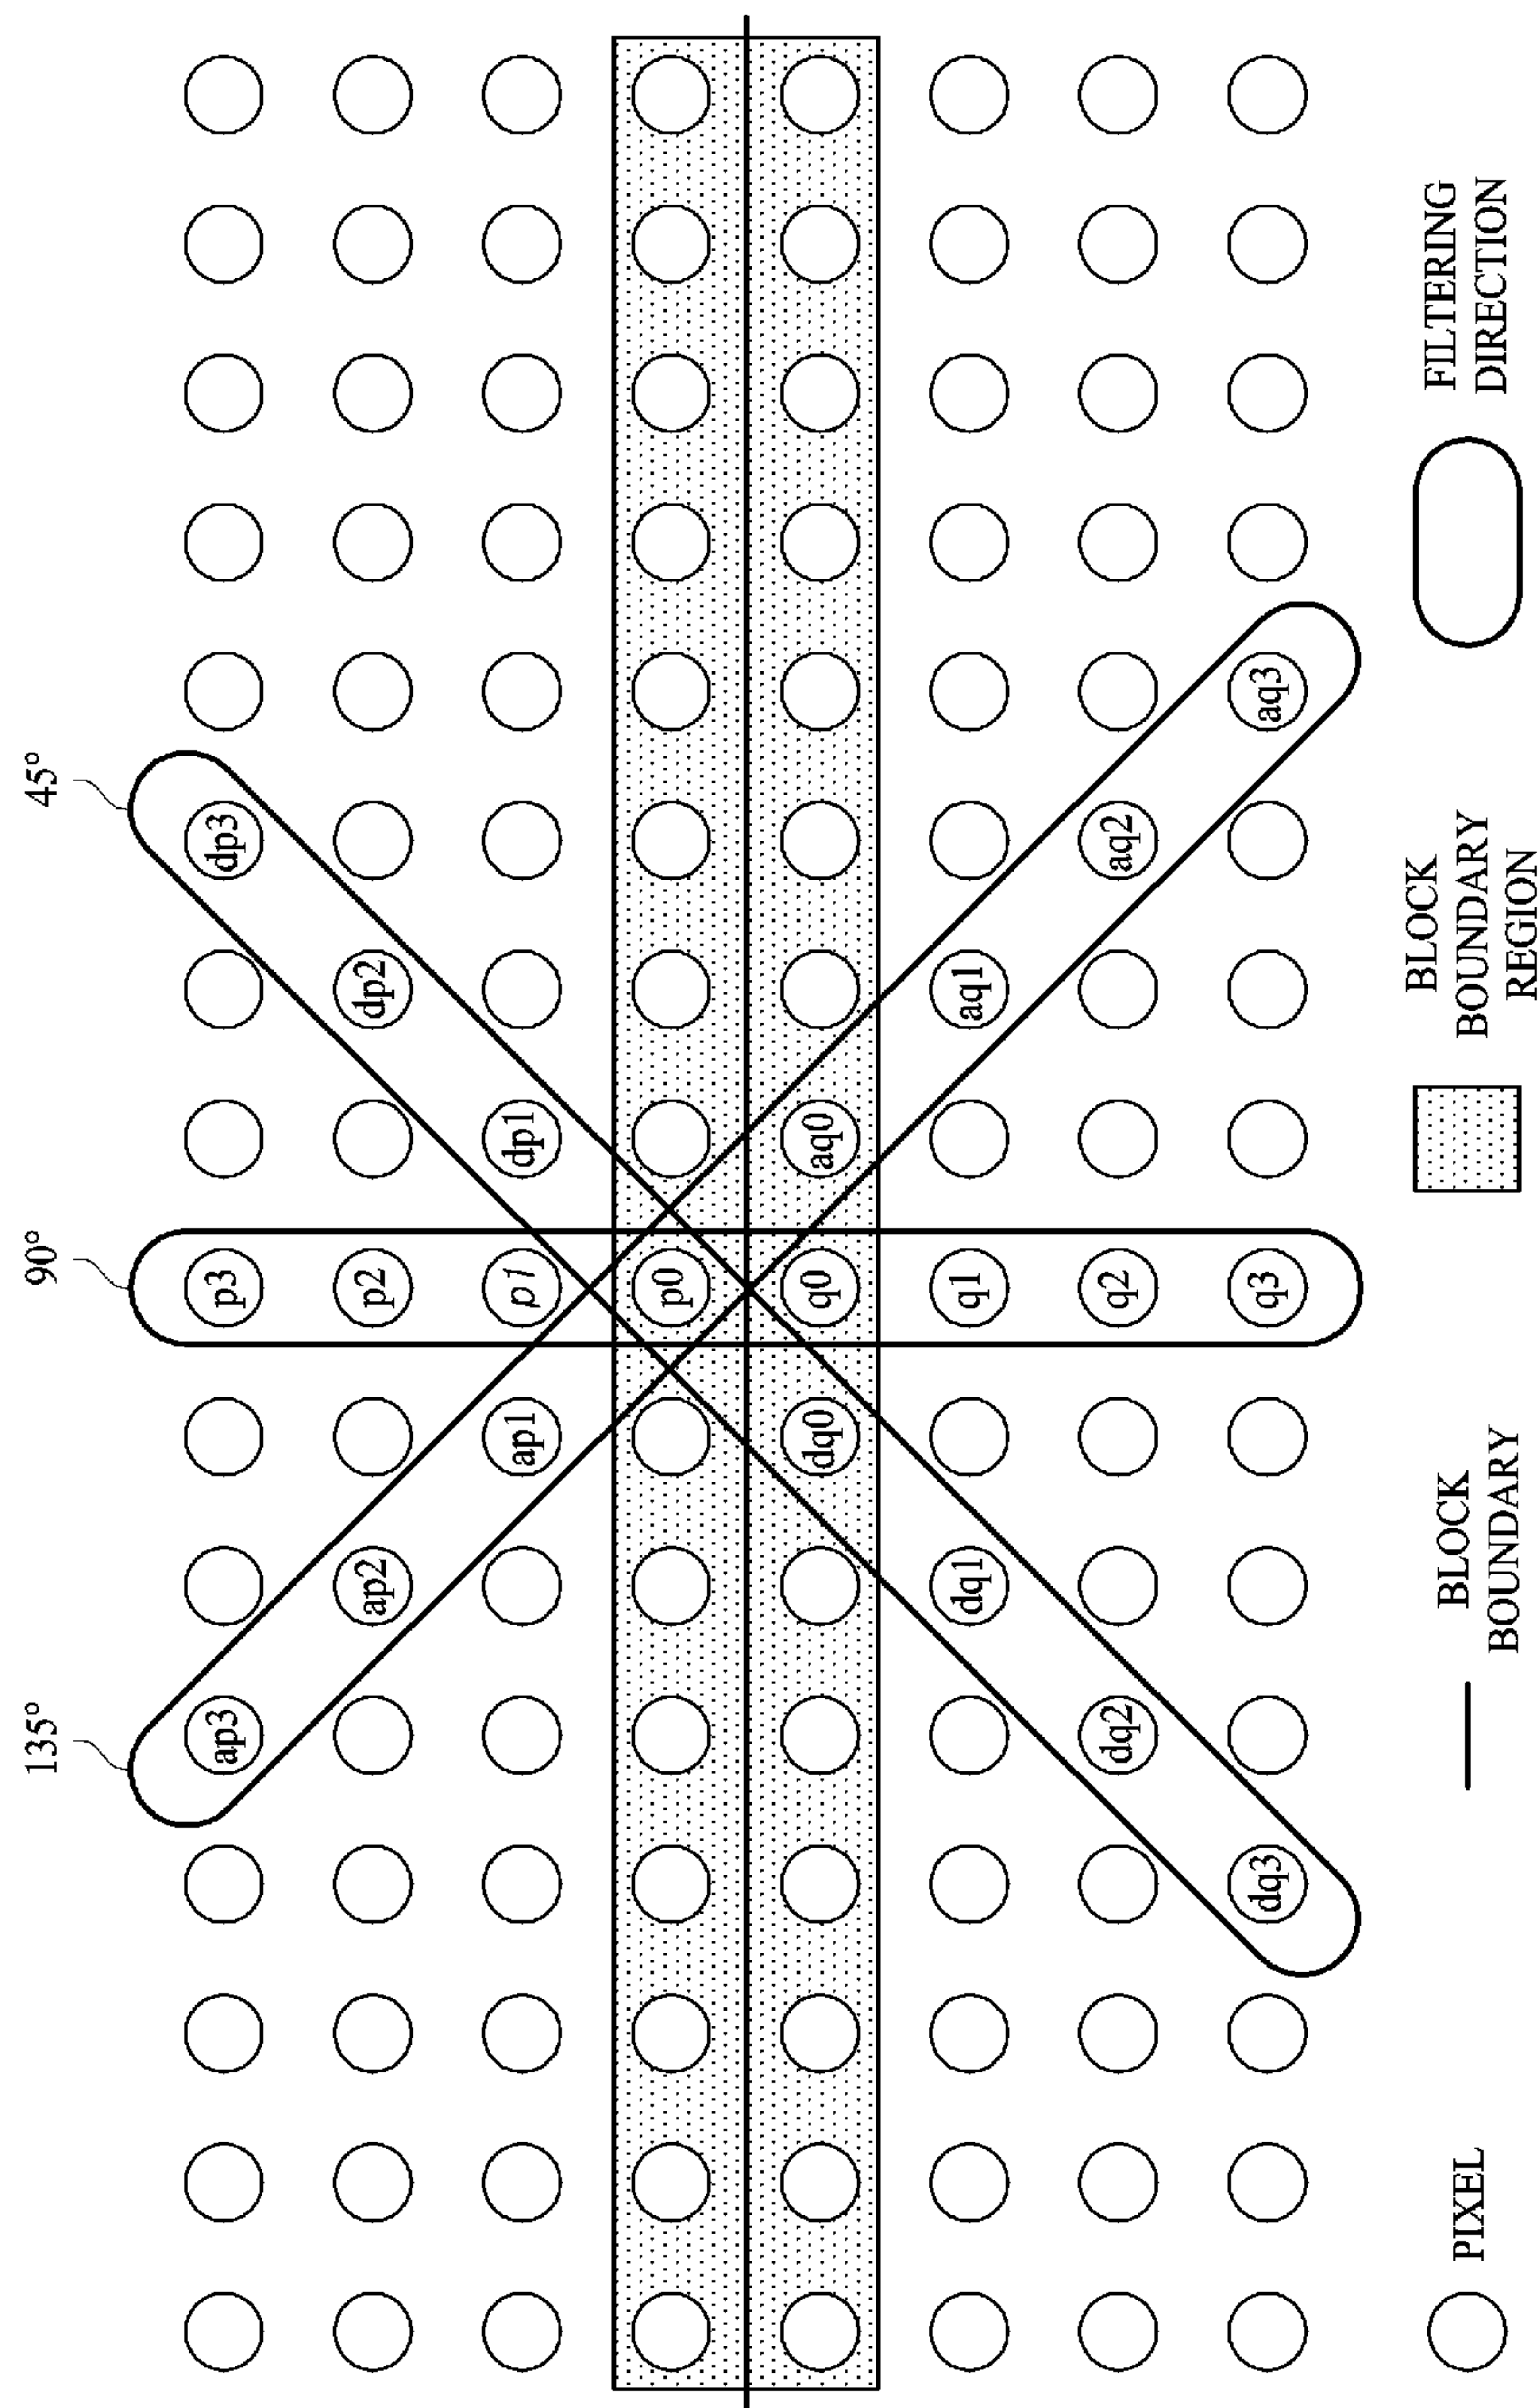 135° 90° 45°
ap3 p3 dp3
ap2 p2 dp2
ap1 p1 dp1
p0
dq0 q0 aq0
dq1 q1 aq1
dq2 q2 aq2
dq3 q3 aq3
PIXEL
BLOCK
BOUNDARY
BLOCK
BOUNDARY
REGION
FILTERING
DIRECTION